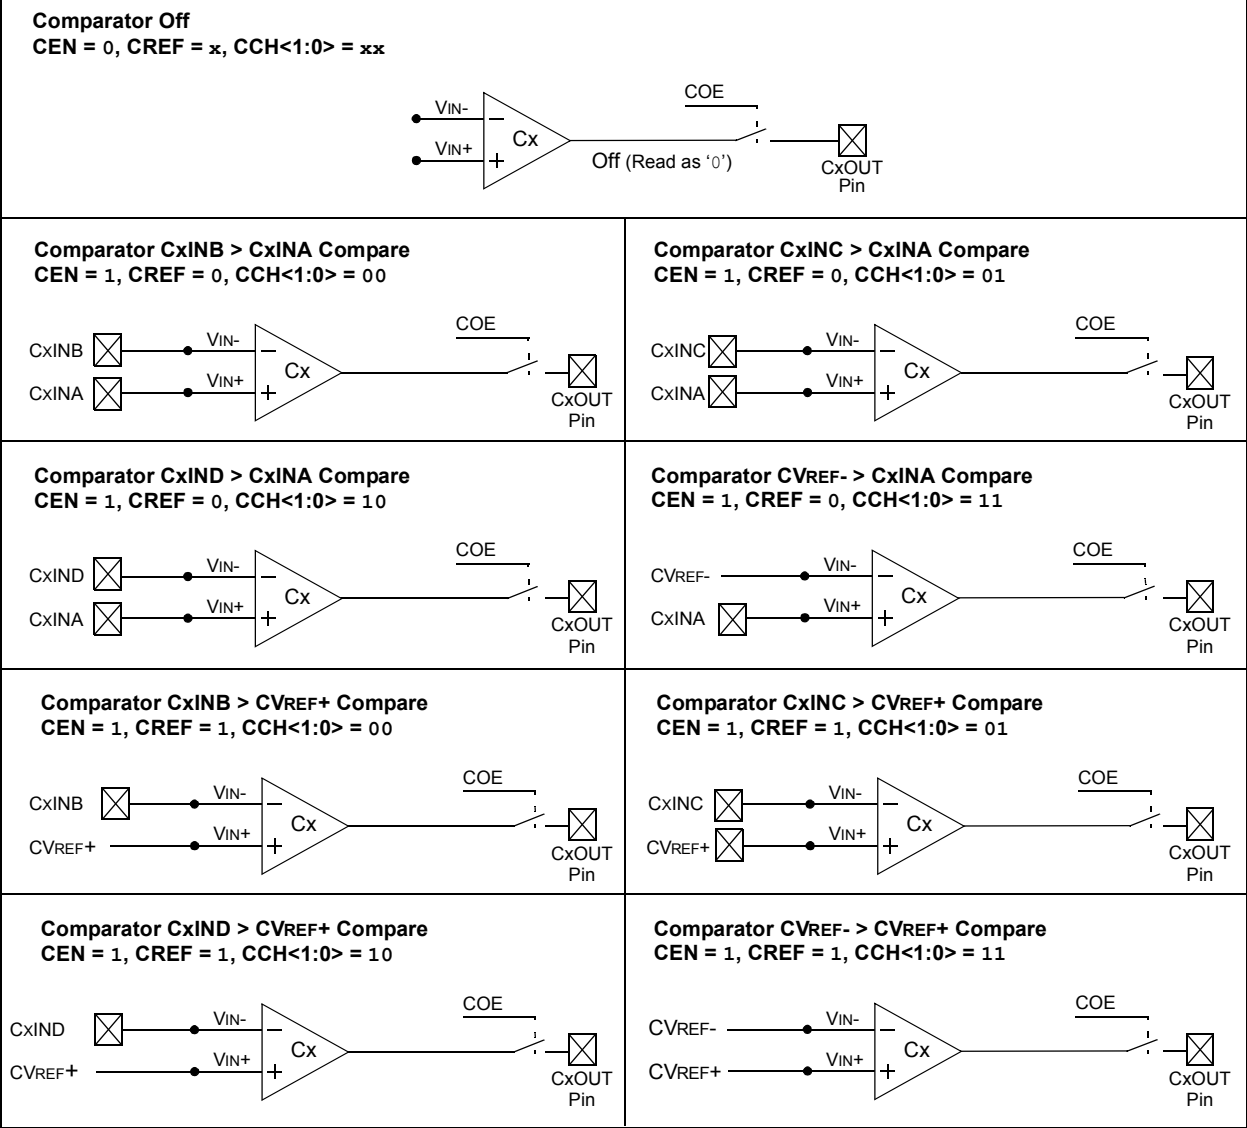 Comparator Off
CEN = 0, CREF = x, CCH<1:0> = xx
COE
VIN-
Cx
VIN+
Off (Read as ‘0’)
CxOUT
Pin
Comparator CxINB > CxINA Compare
CEN = 1, CREF = 0, CCH<1:0> = 00
COE
CxINB
VIN-
Cx
CxINA
VIN+
CxOUT
Pin
Comparator CxINC > CxINA Compare
CEN = 1, CREF = 0, CCH<1:0> = 01
COE
CxINC
VIN-
Cx
CxINA
VIN+
CxOUT
Pin
Comparator CxIND > CxINA Compare
CEN = 1, CREF = 0, CCH<1:0> = 10
COE
CxIND
VIN-
Cx
CxINA
VIN+
CxOUT
Pin
Comparator CVREF- > CxINA Compare
CEN = 1, CREF = 0, CCH<1:0> = 11
COE
CVREF-
VIN-
Cx
CxINA
VIN+
CxOUT
Pin
Comparator CxINB > CVREF+ Compare
CEN = 1, CREF = 1, CCH<1:0> = 00
COE
CxINB
VIN-
Cx
CVREF+
VIN+
CxOUT
Pin
Comparator CxINC > CVREF+ Compare
CEN = 1, CREF = 1, CCH<1:0> = 01
COE
CxINC
VIN-
Cx
CVREF+
VIN+
CxOUT
Pin
Comparator CxIND > CVREF+ Compare
CEN = 1, CREF = 1, CCH<1:0> = 10
COE
CxIND
VIN-
Cx
CVREF+
VIN+
CxOUT
Pin
Comparator CVREF- > CVREF+ Compare
CEN = 1, CREF = 1, CCH<1:0> = 11
COE
CVREF-
VIN-
Cx
CVREF+
VIN+
CxOUT
Pin